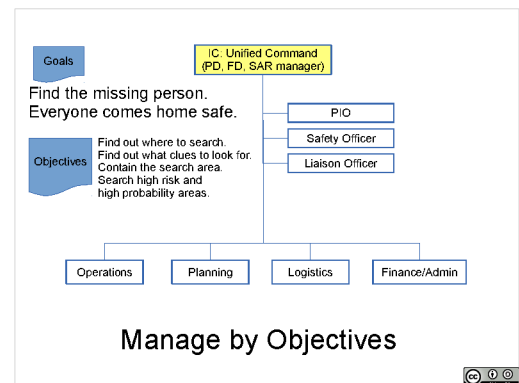 Goals
IC: Unified Command
(PD, FD, SAR manager)
Find the missing person.
Everyone comes home safe.
PIO
Safety Officer
Liaison Officer
Objectives
Find out where to search.
Find out what clues to look for.
Contain the search area.
Search high risk and
high probability areas.
Operations
Planning
Logistics
Finance/Admin
Manage by Objectives
cc